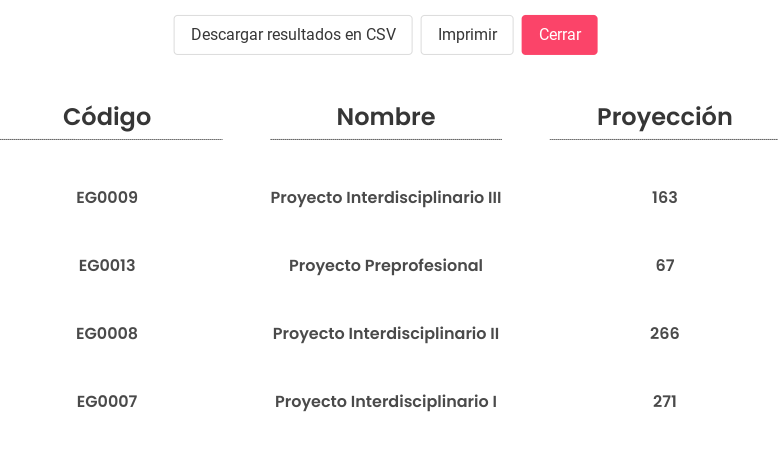 Descargar resultados en CSV Imprimir Cerrar
Código Nombre Proyección
EG0009 Proyecto Interdisciplinario III 163
EG0013 Proyecto Preprofesional 67
EG0008 Proyecto Interdisciplinario II 266
EG0007 Proyecto Interdisciplinario I 271